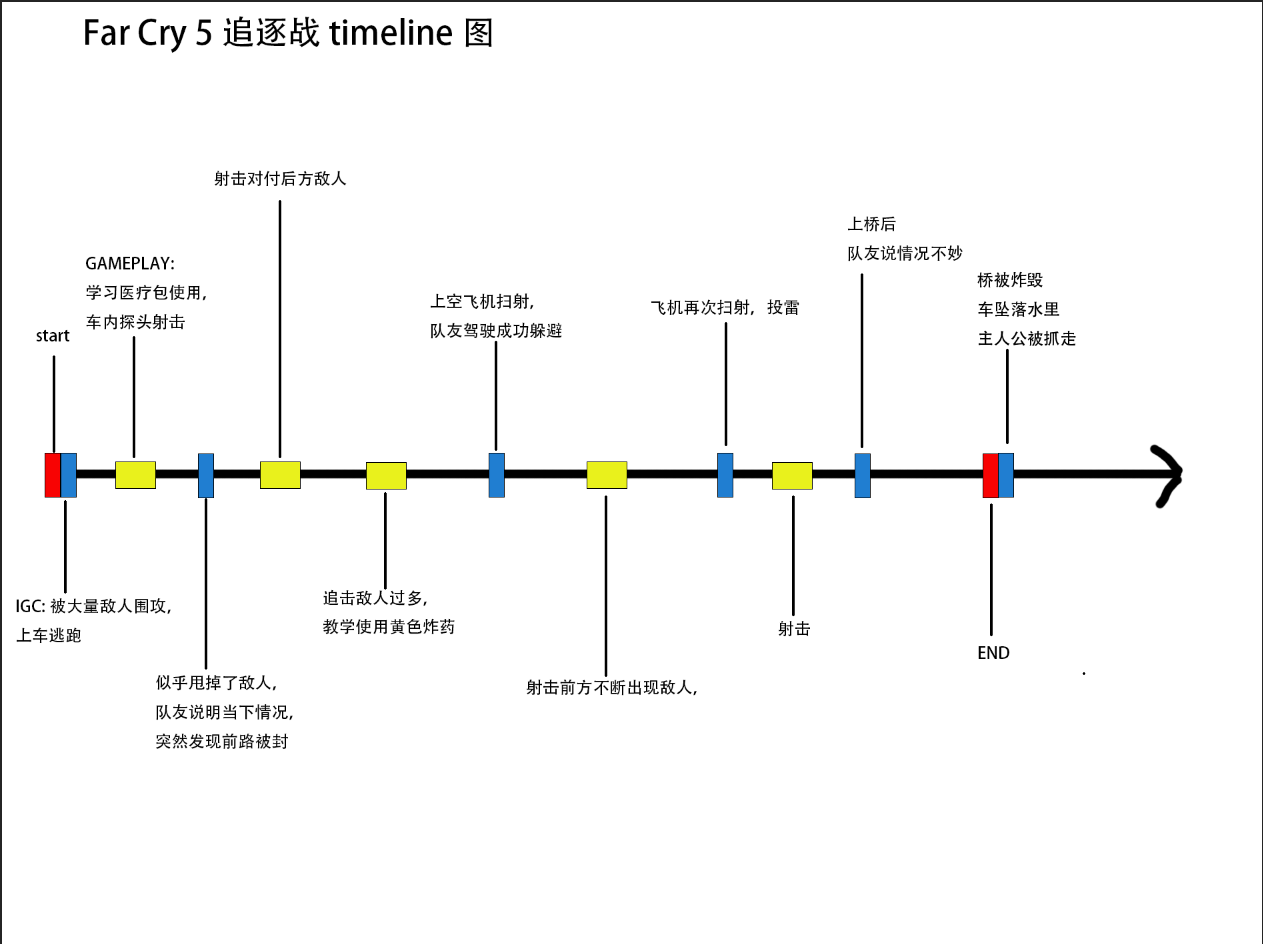 Far Cry 5 追逐战 timeline 图
start
GAMEPLAY:
学习医疗包使用,
车内探头射击
射击对付后方敌人
上空飞机扫射,
队友驾驶成功躲避
飞机再次扫射, 投雷
上桥后
队友说情况不妙
桥被炸毁
车坠落水里
主人公被抓走
IGC: 被大量敌人围攻,
上车逃跑
似乎甩掉了敌人,
队友说明当下情况,
突然发现前路被封
追击敌人过多,
教学使用黄色炸药
射击前方不断出现敌人,
射击
END